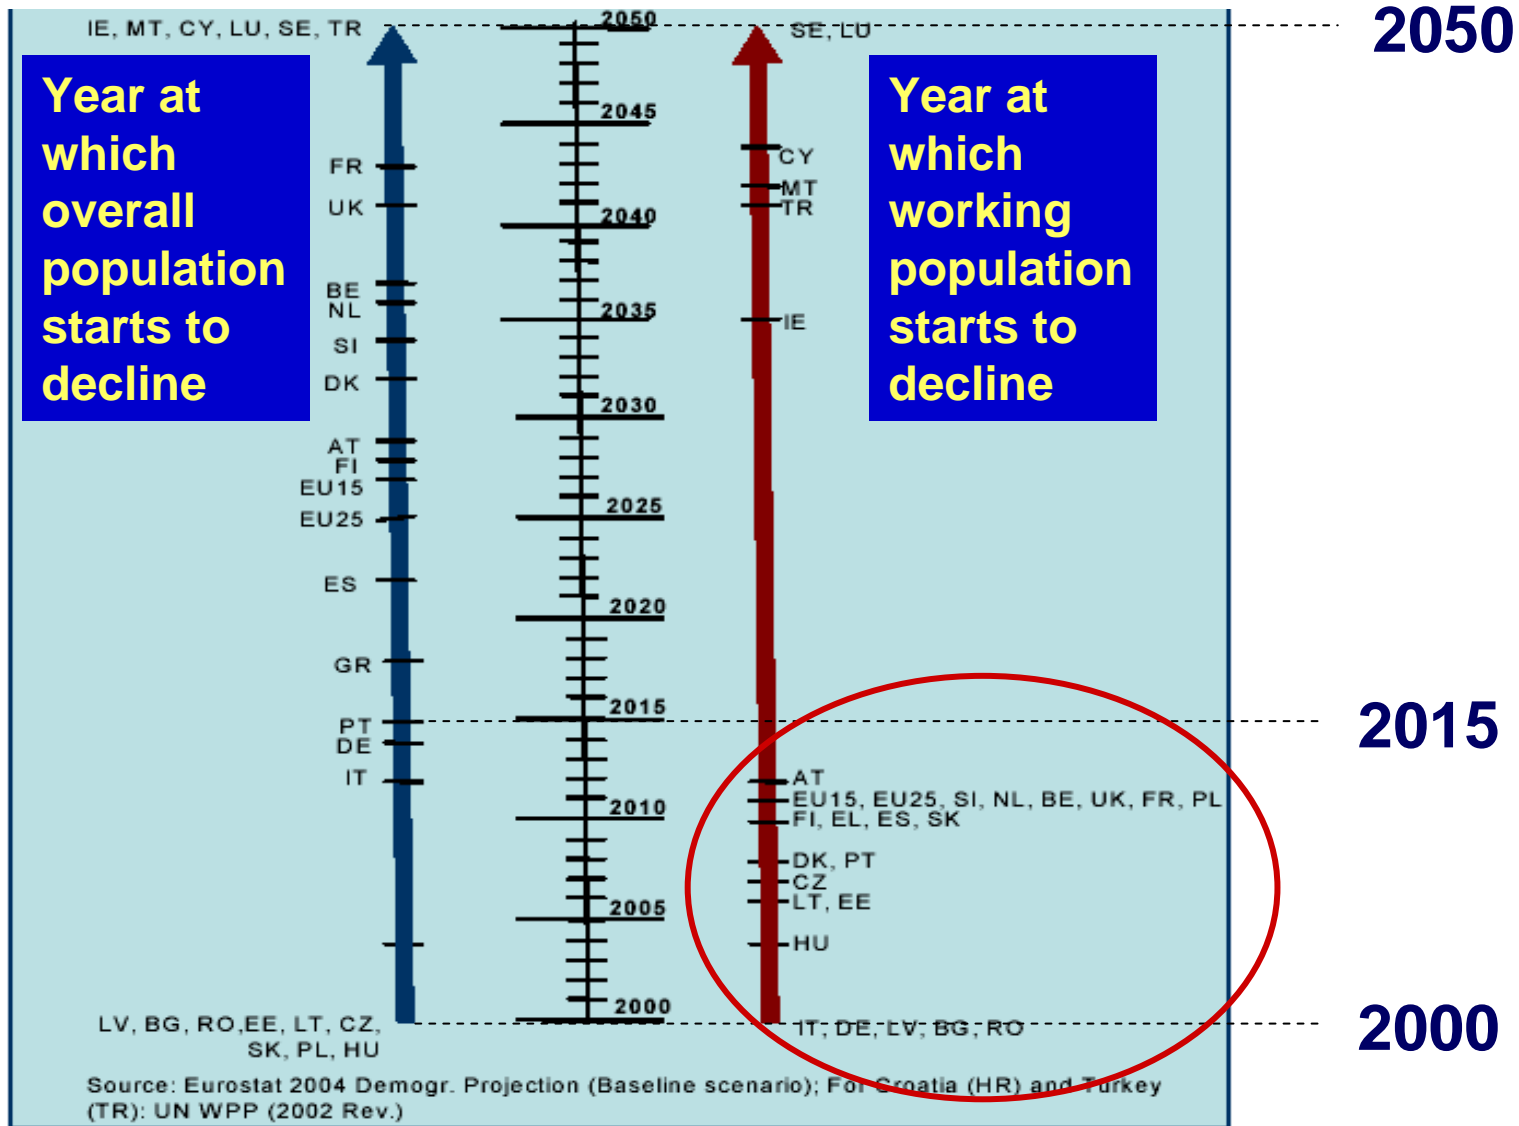 IE, MT, CY, LU, SE, TR
2050
SE, LU
2050
Year at
which
overall
population
starts to
decline
Year at
which
working
population
starts to
decline
2045
FR
CY
MT
UK
TR
2040
BE
NL
2035
IE
SI
DK
2030
AT
FI
EU15
2025
EU25
ES
2020
GR
2015
PT
2015
DE
IT
AT
EU15, EU25, SI, NL, BE, UK, FR, PL
2010
FI, EL, ES, SK
DK, PT
CZ
LT, EE
2005
HU
2000
LV, BG, RO,EE, LT, CZ,
SK, PL, HU
IT, DE, LV, BG, RO
2000
Source: Eurostat 2004 Demogr. Projection (Baseline scenario); For Croatia (HR) and Turkey
(TR): UN WPP (2002 Rev.)